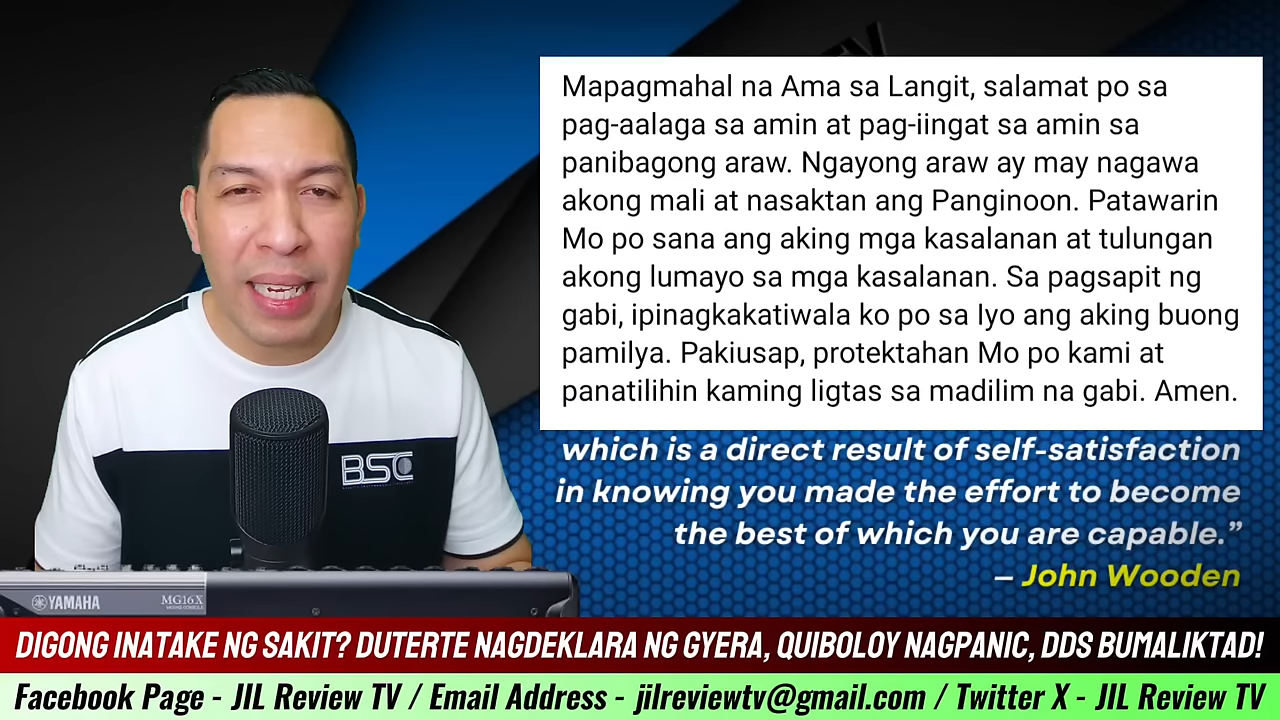 Mapagmahal na Ama sa Langit, salamat po sa
pag-aalaga sa amin at pag-iingat sa amin sa
panibagong araw. Ngayong araw ay may nagawa
akong mali at nasaktan ang Panginoon. Patawarin
Mo po sana ang aking mga kasalanan at tulungan
akong lumayo sa mga kasalanan. Sa pagsapit ng
gabi, ipinagkakatiwala ko po sa Iyo ang aking buong
pamilya. Pakiusap, protektahan Mo po kami at
panatilihin kaming ligtas sa madilim na gabi. Amen.
which is a direct result of self-satisfaction
in knowing you made the effort to become
the best of which you are capable.”
– John Wooden
BSC
YAMAHA
MG16X
DIGONG INATAKE NG SAKIT? DUTERTE NAGDEKLARA NG GYERA, QUIBOLOY NAGPANIC, DDS BUMALIKTAD!
Facebook Page - JIL Review TV / Email Address - jilreviewtv@gmail.com / Twitter X - JIL Review TV